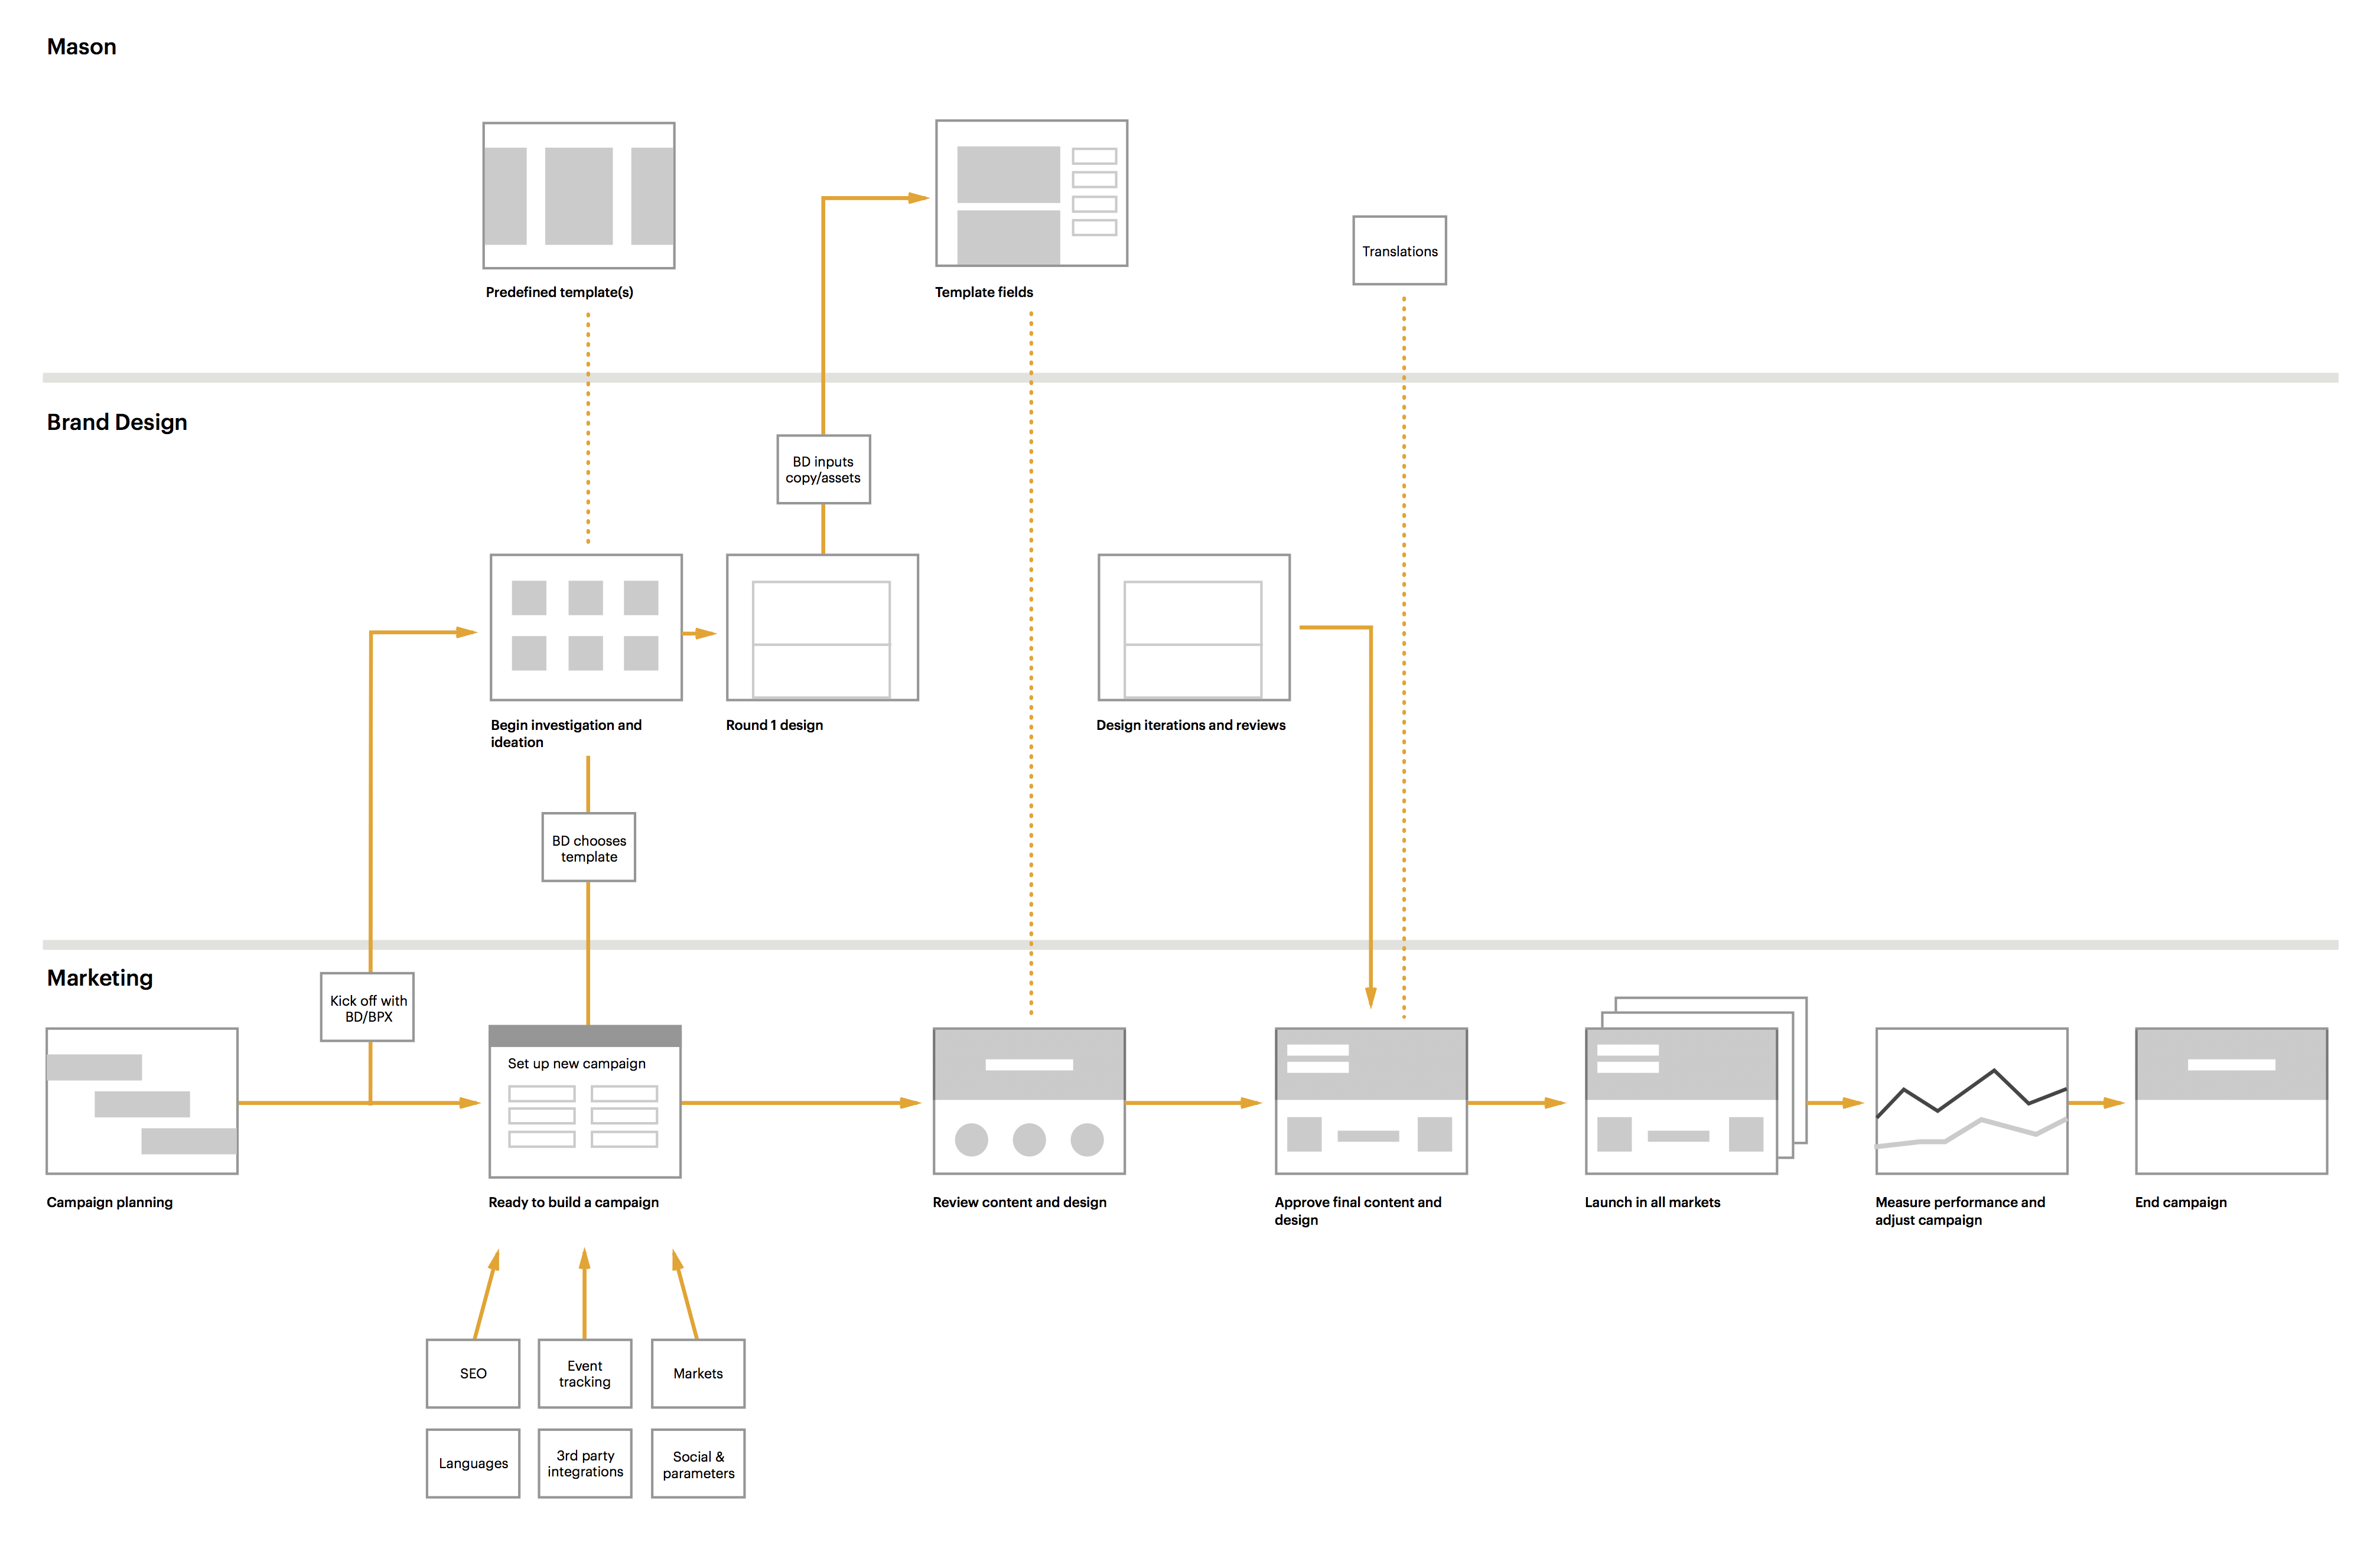 Mason
Predefined template(s)
Template fields
Translations
Brand Design
BD inputs
copy/assets
Begin investigation and
ideation
Round 1 design
Design iterations and reviews
BD chooses
template
Marketing
Kick off with
BD/BPX
Set up new campaign
Campaign planning
Ready to build a campaign
Review content and design
Approve final content and
design
Launch in all markets
Measure performance and
adjust campaign
End campaign
SEO
Event
tracking
Markets
Languages
3rd party
integrations
Social &
parameters